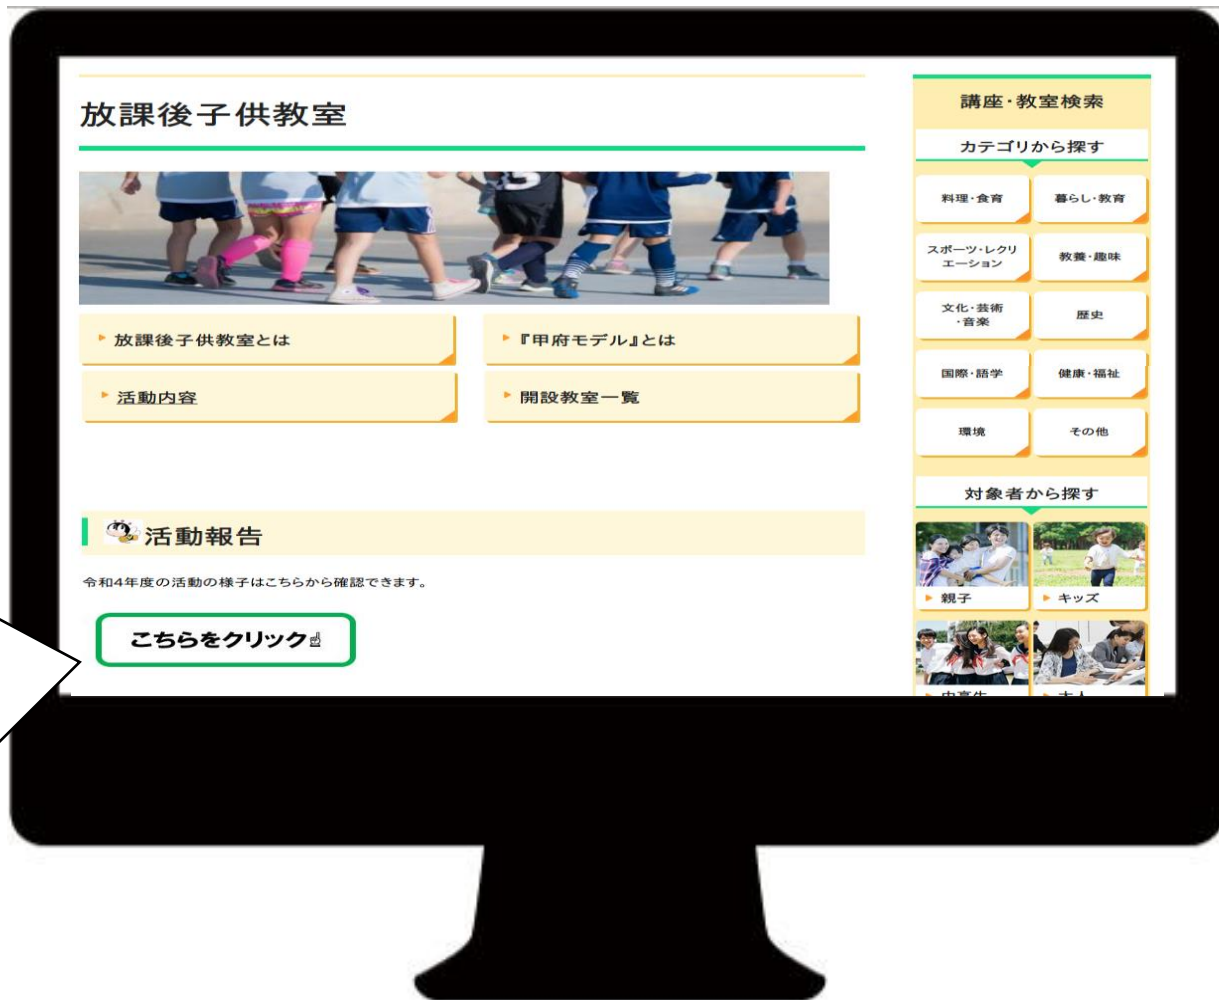 放課後子供教室
放課後子供教室とは
『甲府モデル』とは
活動内容
開設教室一覧
活動報告
令和4年度の活動の様子はこちらから確認できます。
こちらをクリック☝
講座・教室検索
カテゴリから探す
料理・食育
暮らし・教育
スポーツ・レクリ
エーション
教養・趣味
文化・芸術
・音楽
歴史
国際・語学
健康・福祉
環境
その他
対象者から探す
親子
キッズ